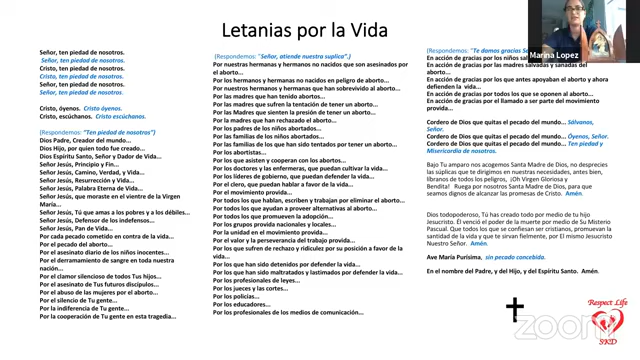 Letanias por la Vida
Señor, ten piedad de nosotros.
Señor, ten piedad de nosotros.
Cristo, ten piedad de nosotros.
Cristo, ten piedad de nosotros.
Señor, ten piedad de nosotros.
Señor, ten piedad de nosotros.
Cristo, óyenos. Cristo óyenos.
Cristo, escúchanos. Cristo escúchanos.
(Respondemos: "Ten piedad de nosotros")
Dios Padre, Creador del mundo...
Dios Hijo, por quien todo fue creado...
Dios Espíritu Santo, Señor y Dador de Vida...
Señor Jesús, Principio y Fin...
Señor Jesús, Camino, Verdad, y Vida...
Señor Jesús, Resurrección y Vida...
Señor Jesús, Palabra Eterna de Vida...
Señor Jesús, que moraste en el vientre de la Virgen
María...
Señor Jesús, Tú que amas a los pobres y a los débiles...
Señor Jesús, Defensor de los indefensos...
Señor Jesús, Pan de Vida...
Por cada pecado cometido en contra de la vida...
Por el pecado del aborto...
Por el asesinato diario de los niños inocentes...
Por el derramamiento de sangre en toda nuestra
nación...
Por el clamor silencioso de todos Tus hijos...
Por el asesinato de Tus futuros discípulos...
Por el abuso de las mujeres por el aborto...
Por el silencio de Tu gente...
Por la indiferencia de Tu gente...
Por la cooperación de Tu gente en esta tragedia...
(Respondemos: "Señor, atiende nuestra suplica".)
Por nuestras hermanas y hermanos no nacidos que son asesinados por
el aborto...
Por los hermanos y hermanas no nacidos en peligro de aborto...
Por nuestros hermanos y hermanas que han sobrevivido al aborto...
Por las madres que han tenido abortos...
Por las madres que sufren la tentación de tener un aborto...
Por las Madres que sienten la presión de tener un aborto...
Por la madres que han rechazado el aborto...
Por los padres de los niños abortados...
Por las familias de los niños abortados...
Por las familias de los que han sido tentados por tener un aborto...
Por los abortistas...
Por los que asisten y cooperan con los abortos...
Por los doctores y las enfermeras, que puedan cultivar la vida...
Por los líderes de gobierno, que puedan defender la vida...
Por el clero, que puedan hablar a favor de la vida...
Por el movimiento provida...
Por todos los que hablan, escriben y trabajan por eliminar el aborto...
Por todos los que ayudan a proveer alternativas al aborto...
Por todos los que promueven la adopción...
Por los grupos provida nacionales y locales...
Por la unidad en el movimiento provida...
Por el valor y la perseverancia del trabajo provida...
Por los que sufren de rechazo y ridículez por su posición a favor de la
vida...
Por los que han sido detenidos por defender la vida...
Por los que han sido maltratados y lastimados por defender la vida...
Por los profesionales de leyes...
Por los jueces y las cortes...
Por los policías...
Por los educadores...
Por los profesionales de los medios de comunicación...
(Respondemos: "Te damos gracias Se
En acción de gracias por los niños salv
En acción de gracias por las madres salvadas y sanadas del
aborto...
En acción de gracias por los que antes apoyaban el aborto y ahora
defienden la vida...
En acción de gracias por todos los que se oponen al aborto...
En acción de gracias por el llamado a ser parte del movimiento
provida...
Cordero de Dios que quitas el pecado del mundo... Sálvanos,
Señor.
Cordero de Dios que quitas el pecado del mundo... Óyenos, Señor.
Cordero de Dios que quitas el pecado del mundo... Ten piedad y
Misericordia de nosotros.
Bajo Tu amparo nos acogemos Santa Madre de Dios, no desprecies
las súplicas que te dirigimos en nuestras necesidades, antes bien,
líbranos de todos los peligros, ¡Oh Virgen Gloriosa y
Bendita! Ruega por nosotros Santa Madre de Dios, para que
seamos dignos de alcanzar las promesas de Cristo. Amén.
Dios todopoderoso, Tú has creado todo por medio de tu hijo
Jesucristo. Él venció el poder de la muerte por medio de Su Misterio
Pascual. Que todos los que se confiesan ser cristianos, promuevan la
santidad de la vida y que te sirvan fielmente, por El mismo Jesucristo
Nuestro Señor. Amén.
Ave María Purísima, sin pecado concebida.
En el nombre del Padre, y del Hijo, y del Espíritu Santo. Amén.
Marina Lopez
Respect Life
SKD
zoom